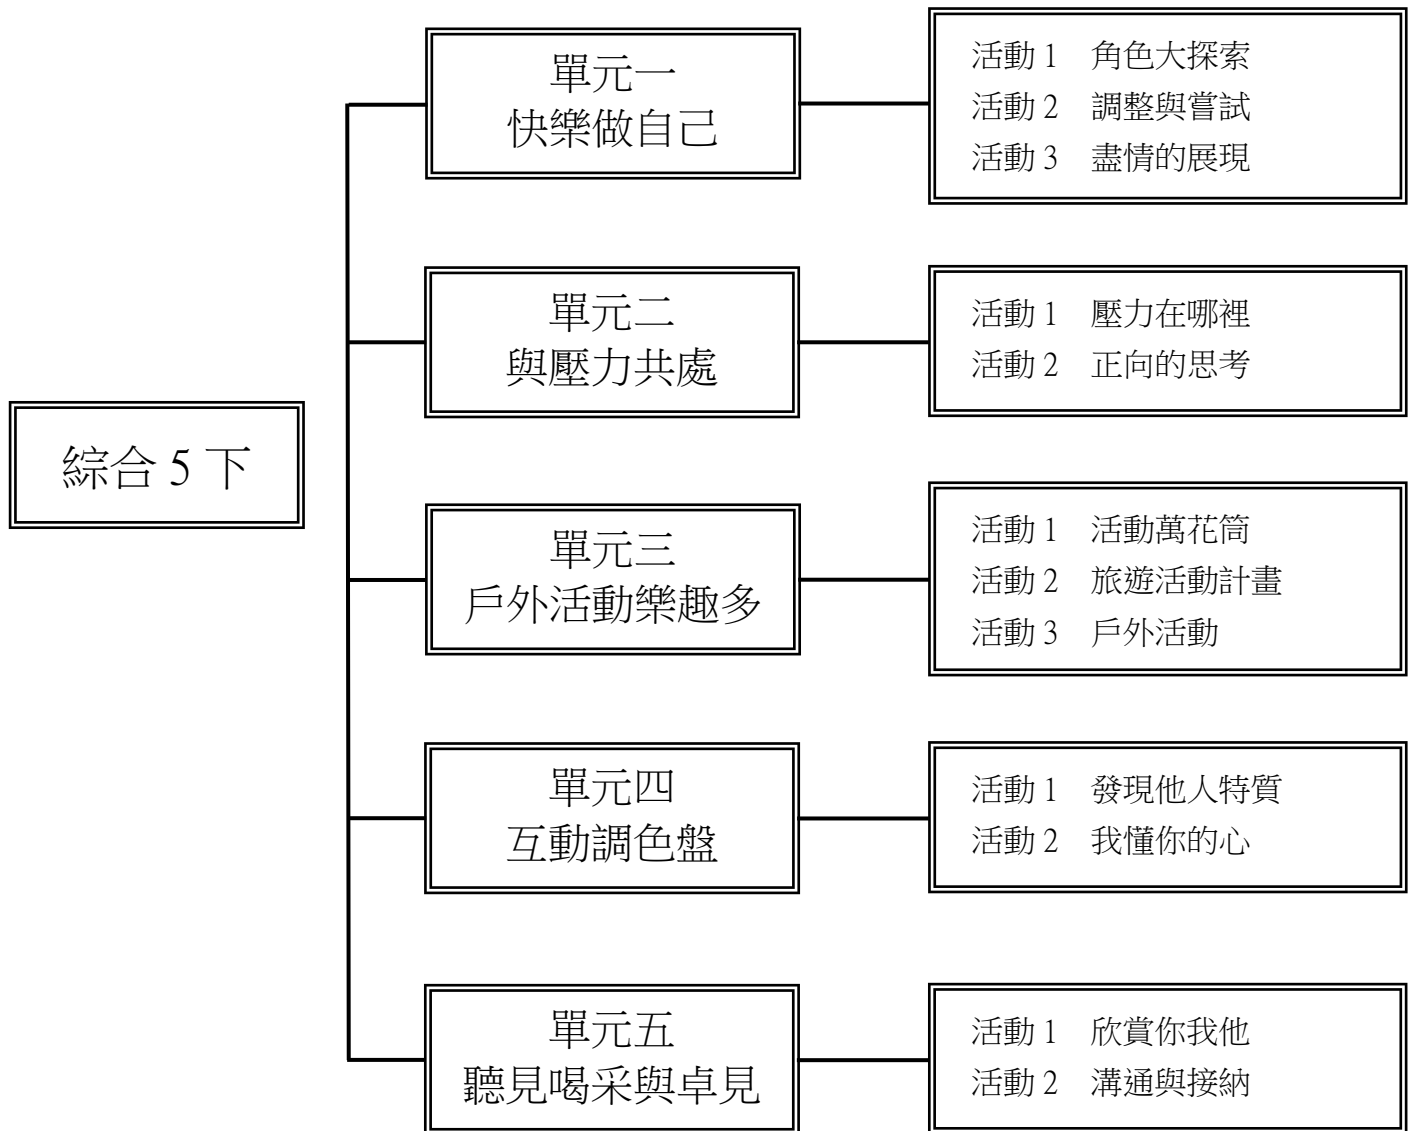 綜合 5 下
單元一
快樂做自己
活動 1 角色大探索
活動 2 調整與嘗試
活動 3 盡情的展現
單元二
與壓力共處
活動 1 壓力在哪裡
活動 2 正向的思考
單元三
戶外活動樂趣多
活動 1 活動萬花筒
活動 2 旅遊活動計畫
活動 3 戶外活動
單元四
互動調色盤
活動 1 發現他人特質
活動 2 我懂你的心
單元五
聽見喝采與卓見
活動 1 欣賞你我他
活動 2 溝通與接納